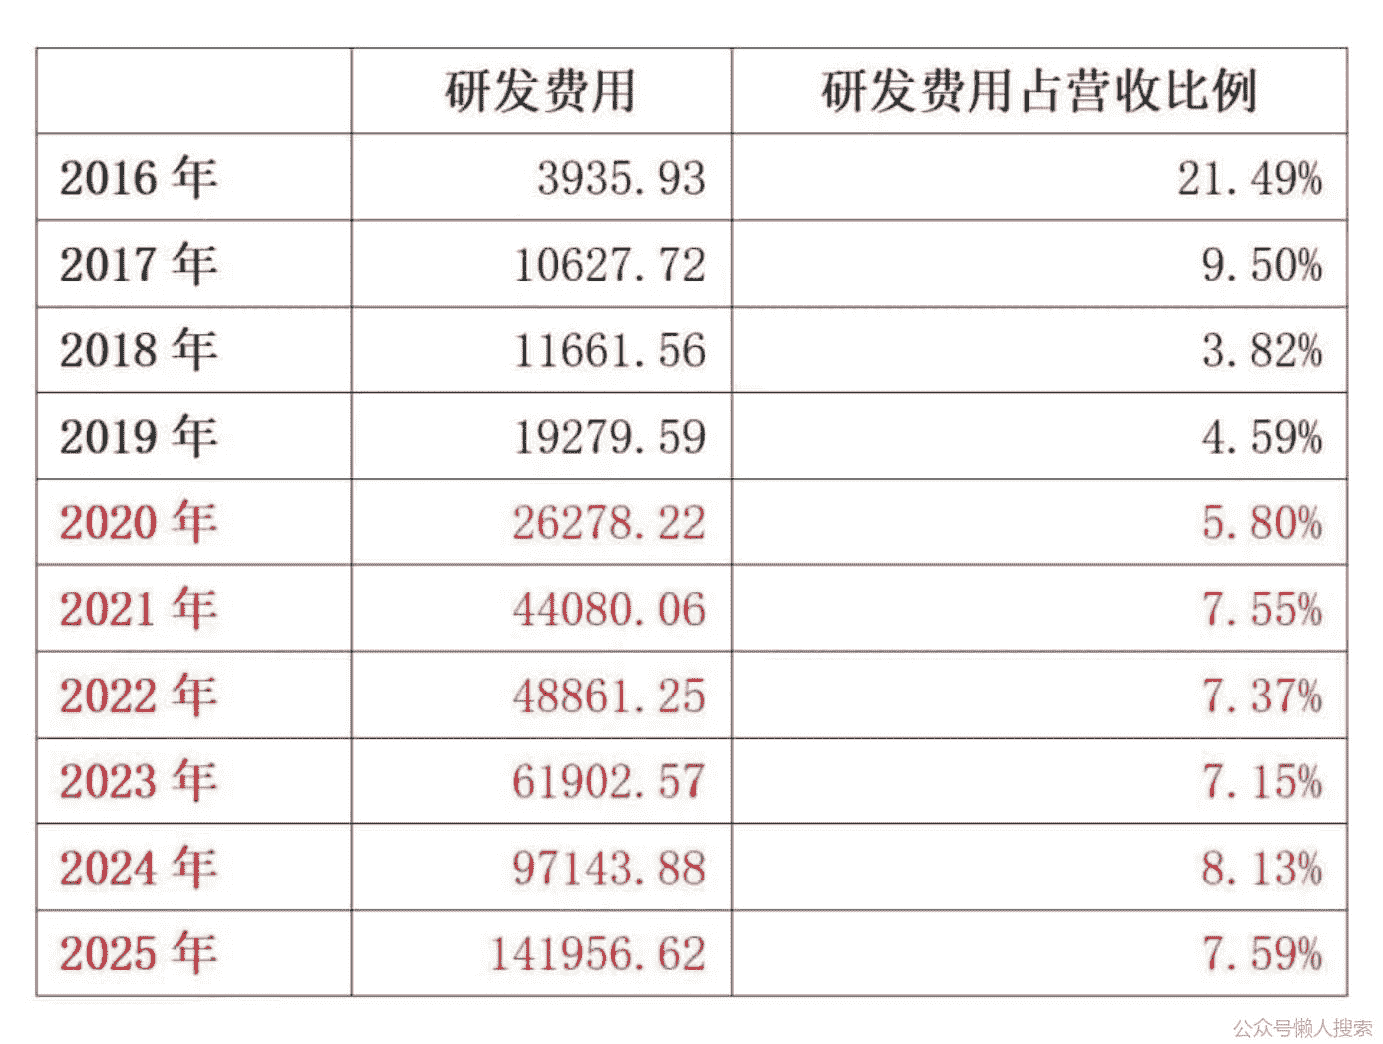 研发费用 研发费用占营收比例
2016年 3935.93 21.49%
2017年 10627.72 9.50%
2018年 11661.56 3.82%
2019年 19279.59 4.59%
2020年 26278.22 5.80%
2021年 44080.06 7.55%
2022年 48861.25 7.37%
2023年 61902.57 7.15%
2024年 97143.88 8.13%
2025年 141956.62 7.59%
公众号懒人搜索